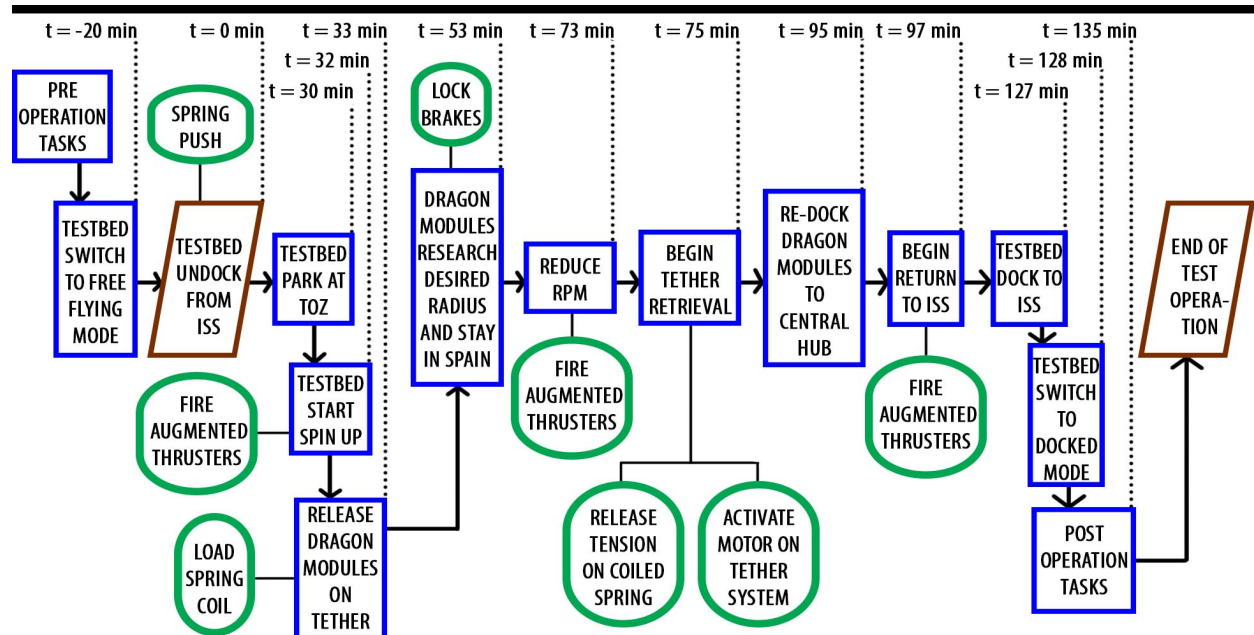 t = -20 min
t = 0 min
t = 33 min
t = 53 min
t = 73 min
t = 75 min
t = 95 min
t = 97 min
t = 135 min
t = 32 min
t = 128 min
t = 30 min
t = 127 min
PRE
OPERATION
TASKS
TESTBED
SWITCH
TO FREE
FLYING
MODE
SPRING
PUSH
TESTBED
UNDOCK
FROM
ISS
TESTBED
PARK AT
TOZ
TESTBED
START
SPIN UP
FIRE
AUGMENTED
THRUSTERS
RELEASE
DRAGON
MODULES
ON
TETHER
LOAD
SPRING
COIL
LOCK
BRAKES
DRAGON
MODULES
RESEARCH
DESIRED
RADIUS
AND STAY
IN SPAIN
REDUCE
RPM
FIRE
AUGMENTED
THRUSTERS
BEGIN
TETHER
RETRIEVAL
RELEASE
TENSION
ON COILED
SPRING
ACTIVATE
MOTOR ON
TETHER
SYSTEM
RE-DOCK
DRAGON
MODULES
TO
CENTRAL
HUB
BEGIN
RETURN
TO ISS
FIRE
AUGMENTED
THRUSTERS
TESTBED
DOCK TO
ISS
TESTBED
SWITCH
TO
DOCKED
MODE
POST
OPERATION
TASKS
END OF
TEST
OPERA-
TION